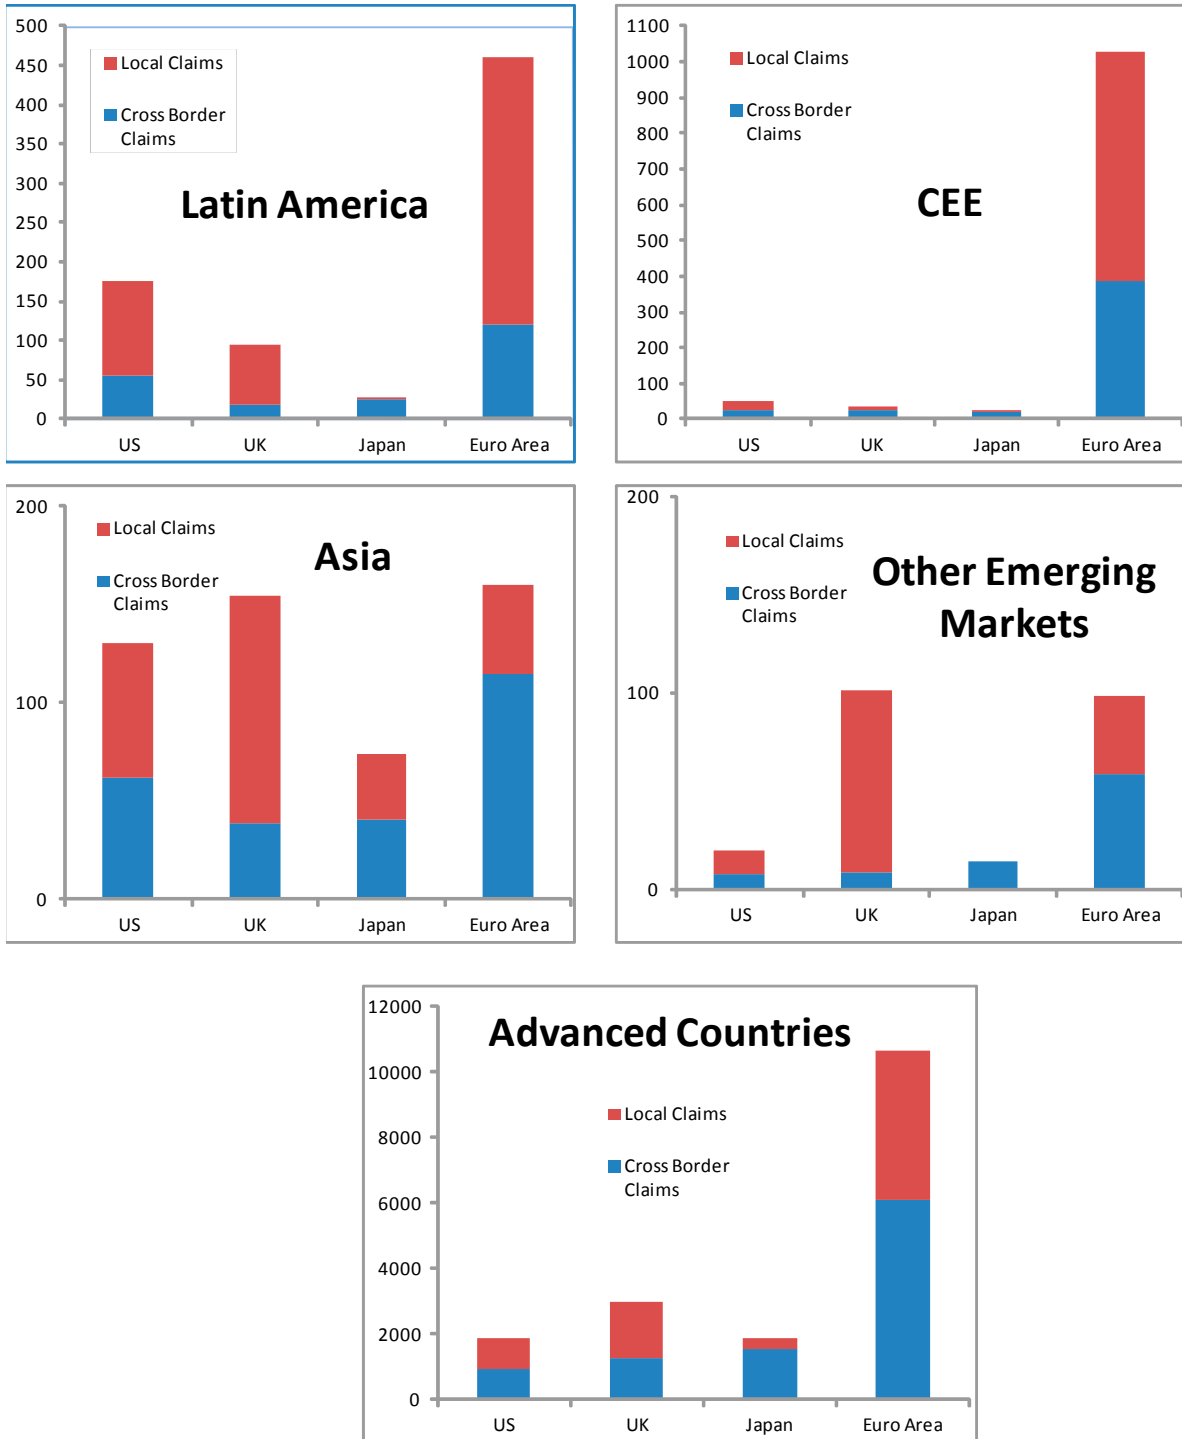 500
450
400
350
300
250
200
150
100
50
0
Local Claims
Cross Border
Claims
Latin America
US
UK
Japan
Euro Area
1100
1000
900
800
700
600
500
400
300
200
100
0
Local Claims
Cross Border
Claims
CEE
US
UK
Japan
Euro Area
200
100
0
Local Claims
Cross Border
Claims
Asia
US
UK
Japan
Euro Area
200
100
0
Local Claims
Cross Border
Claims
Other Emerging
Markets
US
UK
Japan
Euro Area
12000
10000
8000
6000
4000
2000
0
Advanced Countries
Local Claims
Cross Border
Claims
US
UK
Japan
Euro Area